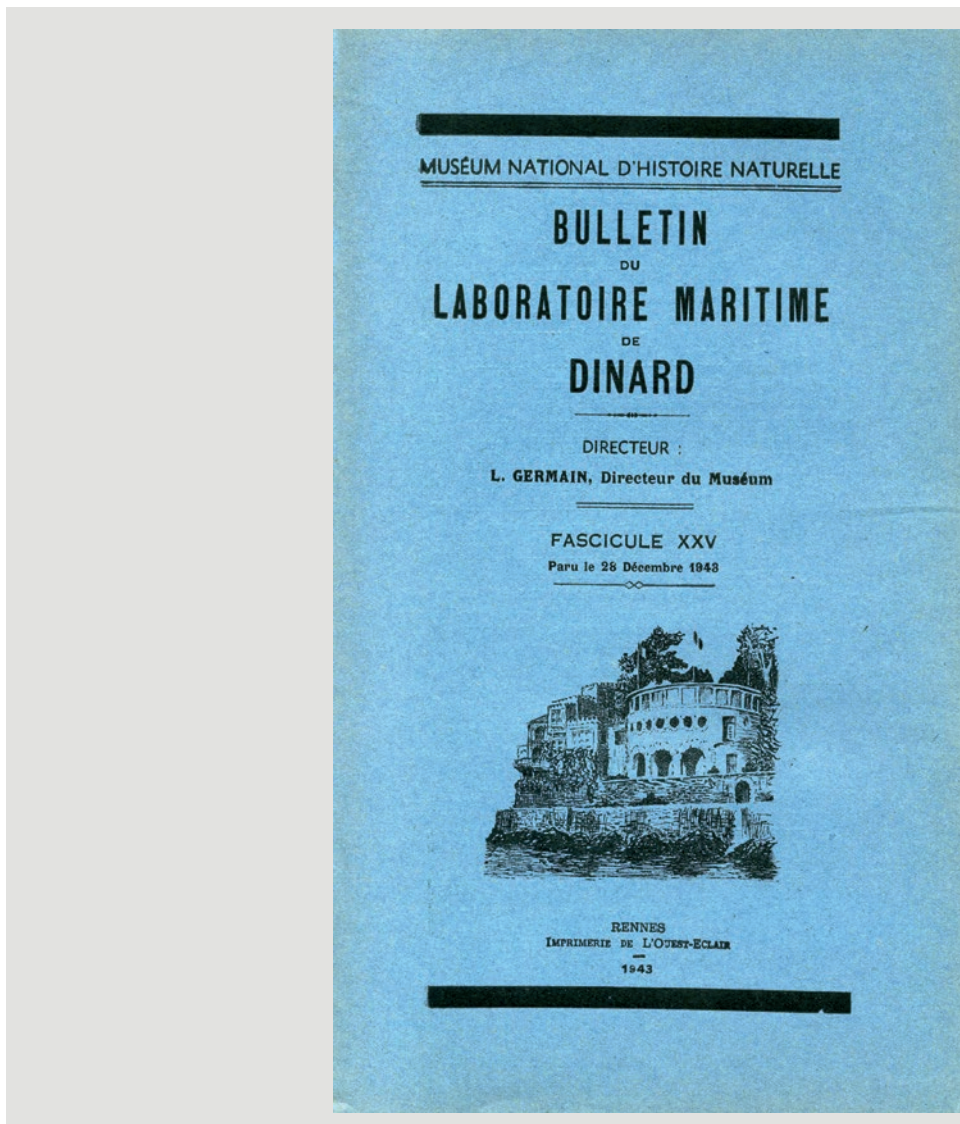 MUSÉUM NATIONAL D'HISTOIRE NATURELLE
BULLETIN
DU
LABORATOIRE MARITIME
DE
DINARD
DIRECTEUR :
L. GERMAIN, Directeur du Muséum
FASCICULE XXV
Paru le 28 Décembre 1943
RENNES
IMPRIMERIE DE L'OUEST-ECLAIR
1943